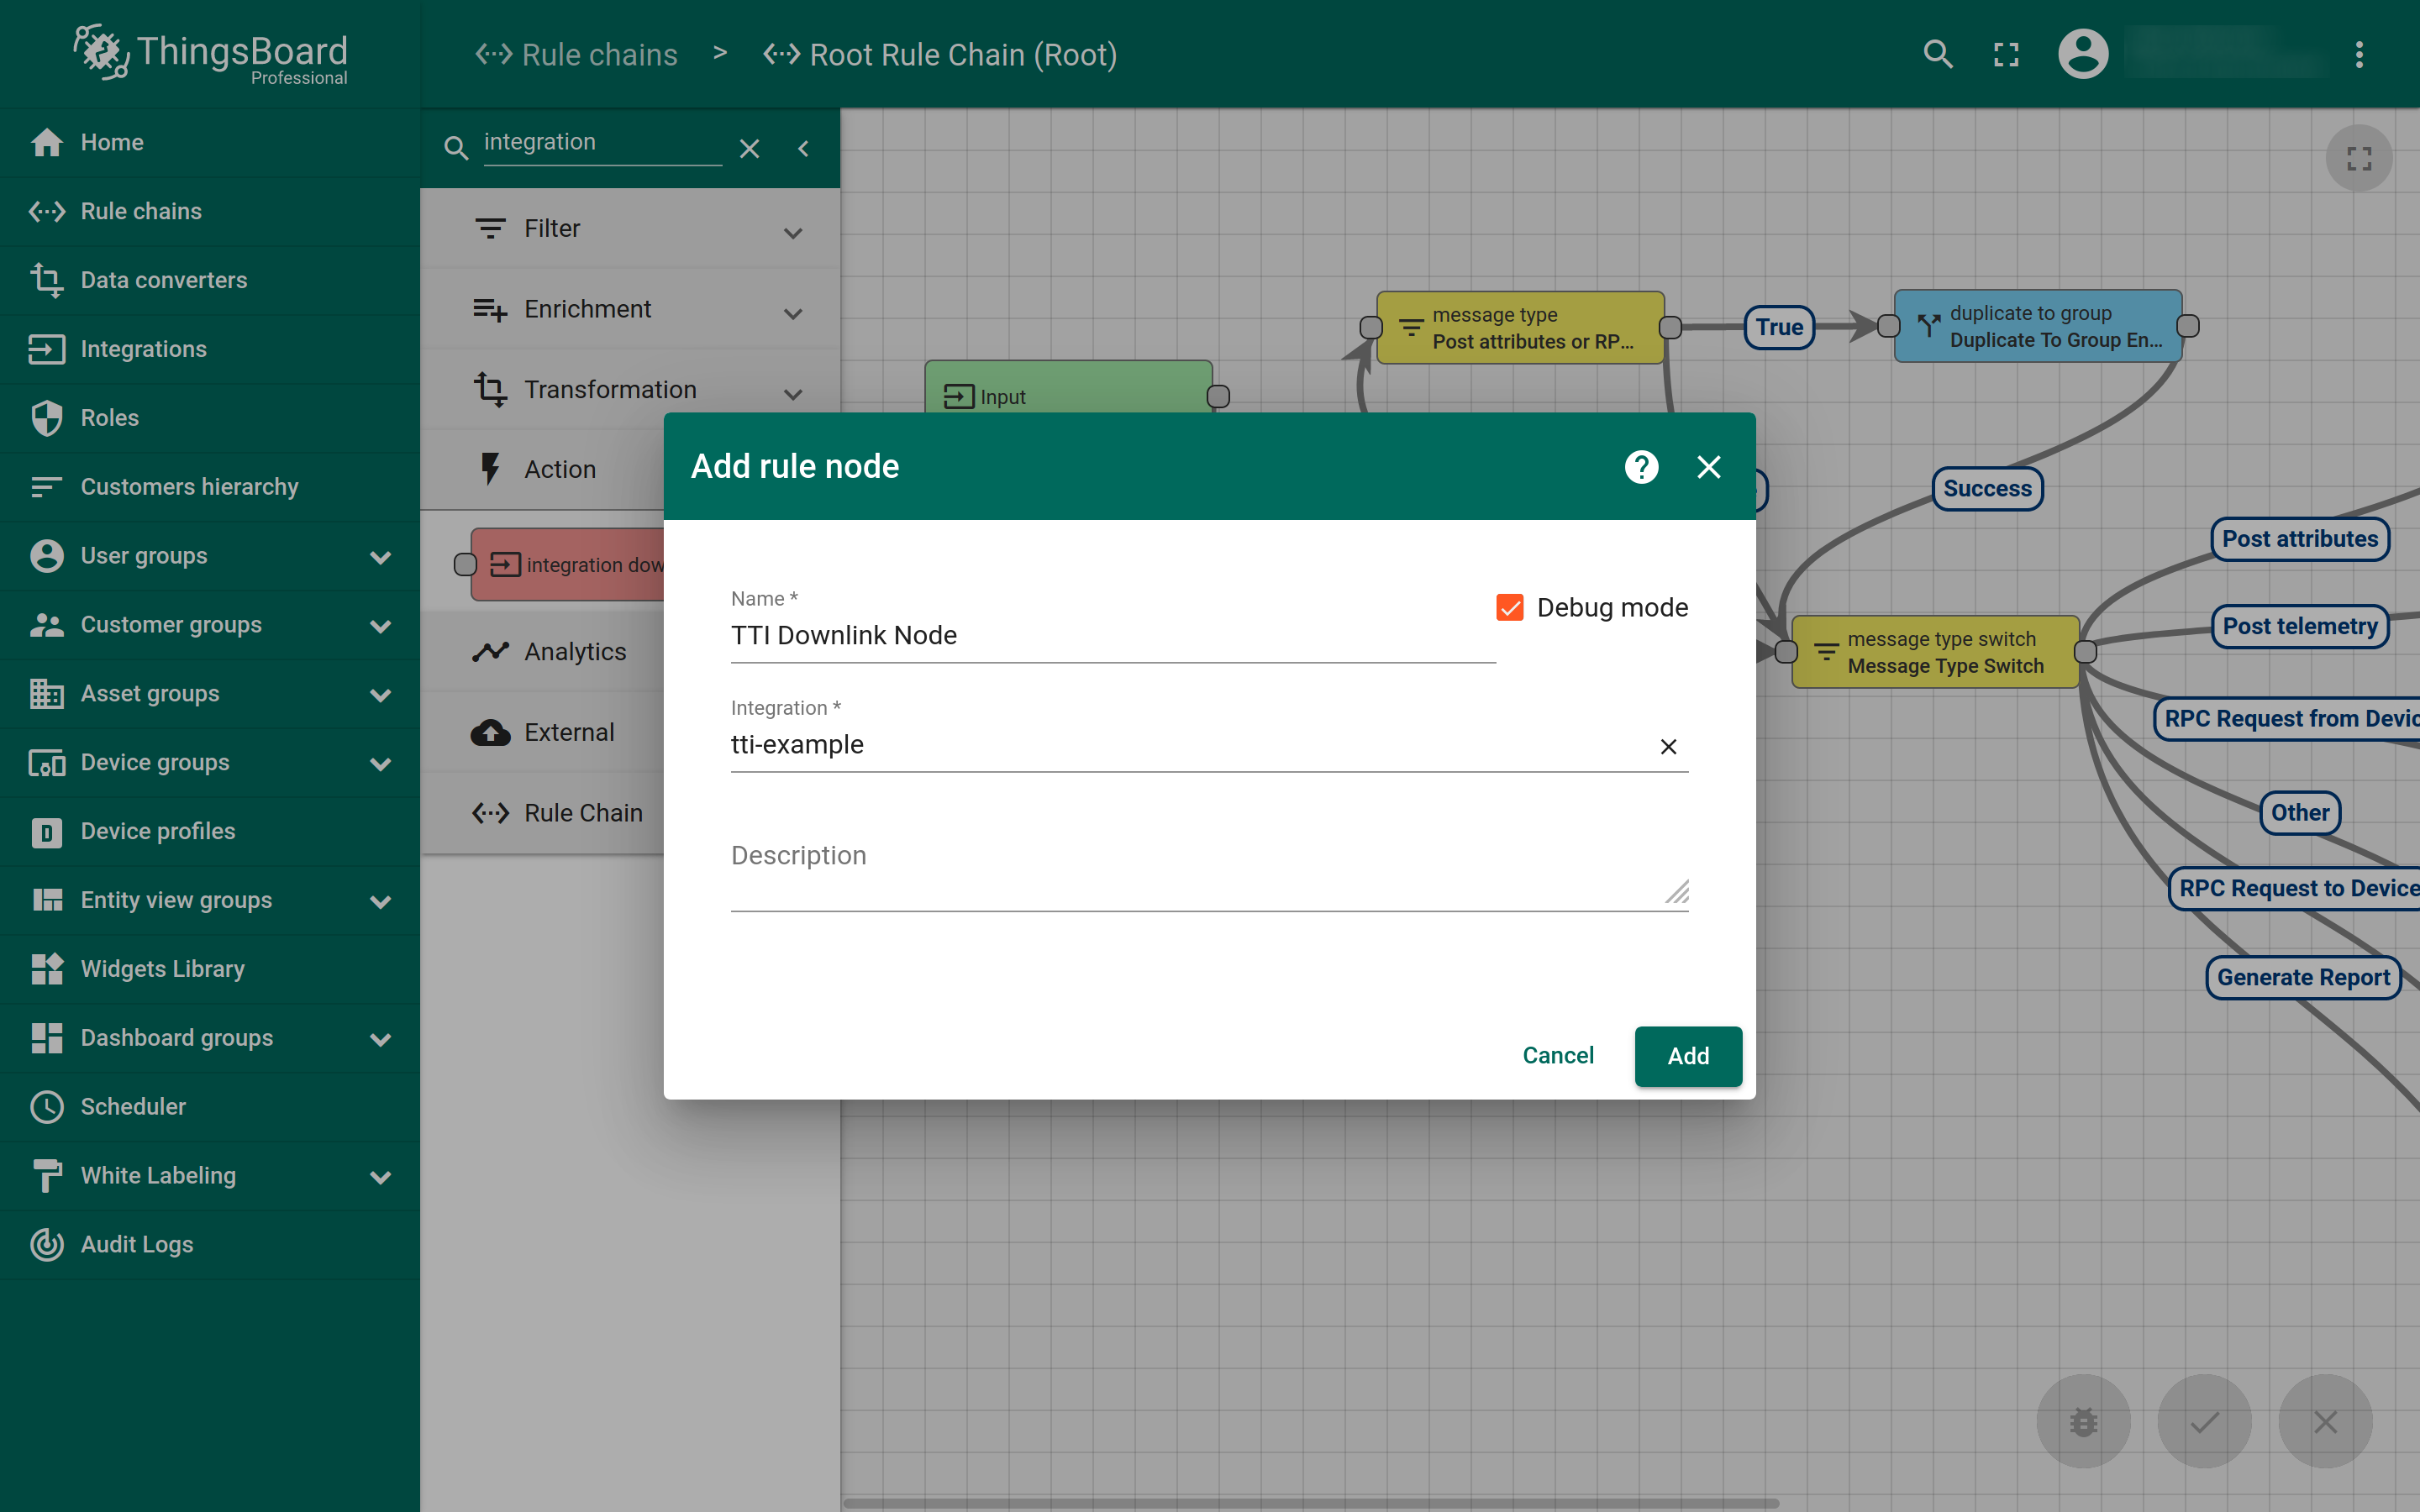 ThingsBoard
Professional
Rule chains > Root Rule Chain (Root)
Home
Rule chains
Data converters
Integrations
Roles
Customers hierarchy
User groups
Customer groups
Asset groups
Device groups
Device profiles
Entity view groups
Widgets Library
Dashboard groups
Scheduler
White Labeling
Audit Logs
integration
Filter
Enrichment
Transformation
Action
integration dow
Analytics
External
Rule Chain
Input
message type
Post attributes or RP...
True
duplicate to group
Duplicate To Group En...
Success
message type switch
Message Type Switch
Post attributes
Post telemetry
RPC Request from Devic
Other
RPC Request to Device
Generate Report
Add rule node
Name *
TTI Downlink Node
Debug mode
Integration *
tti-example
Description
Cancel
Add